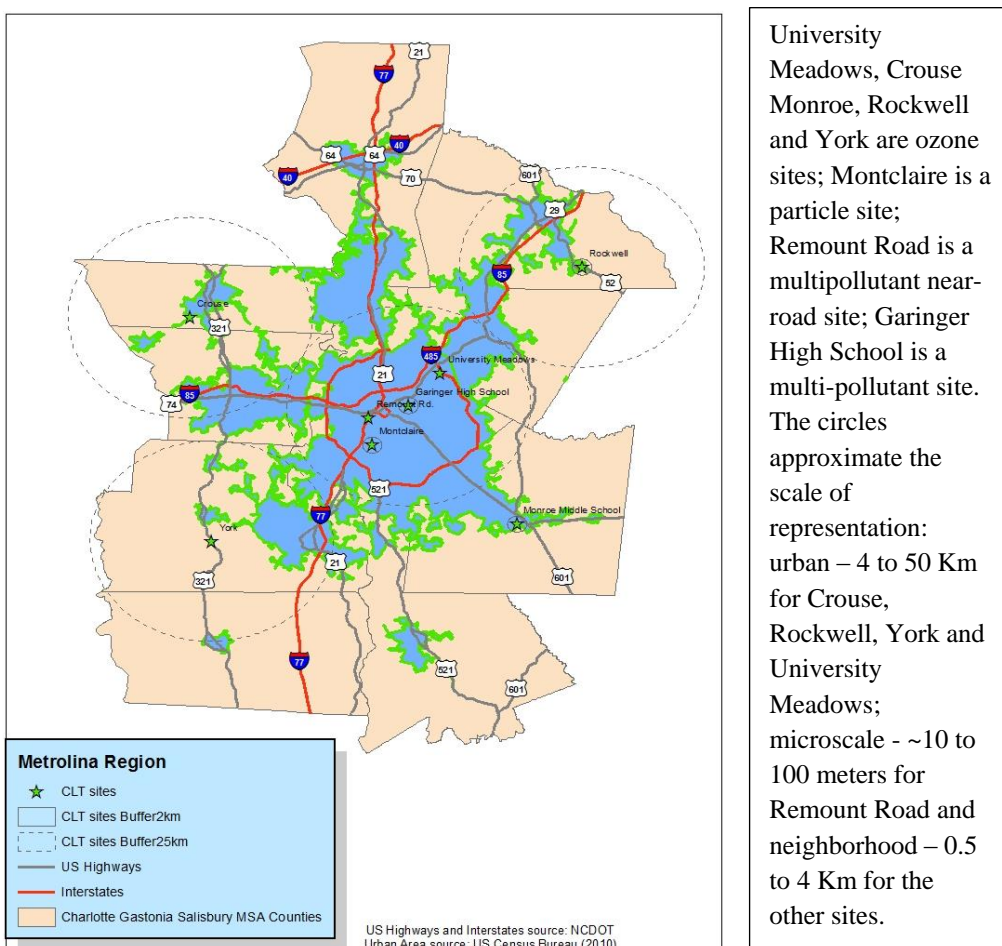 21
77
40
64
64
40
70
601
29
85
Rockwell
52
Crouse
321
485
University Meadows
21
85
74
Garinger High School
Remount Rd.
Montclaire
521
77
Monroe Middle School
York
21
321
601
77
521
601
Metrolina Region
CLT sites
CLT sites Buffer2km
CLT sites Buffer25km
US Highways
Interstates
Charlotte Gastonia Salisbury MSA Counties
US Highways and Interstates source: NCDOT
Urban Area source: US Census Bureau (2010)
University
Meadows, Crouse
Monroe, Rockwell
and York are ozone
sites; Montclaire is a
particle site;
Remount Road is a
multipollutant near-
road site; Garinger
High School is a
multi-pollutant site.
The circles
approximate the
scale of
representation:
urban – 4 to 50 Km
for Crouse,
Rockwell, York and
University
Meadows;
microscale - ~10 to
100 meters for
Remount Road and
neighborhood – 0.5
to 4 Km for the
other sites.